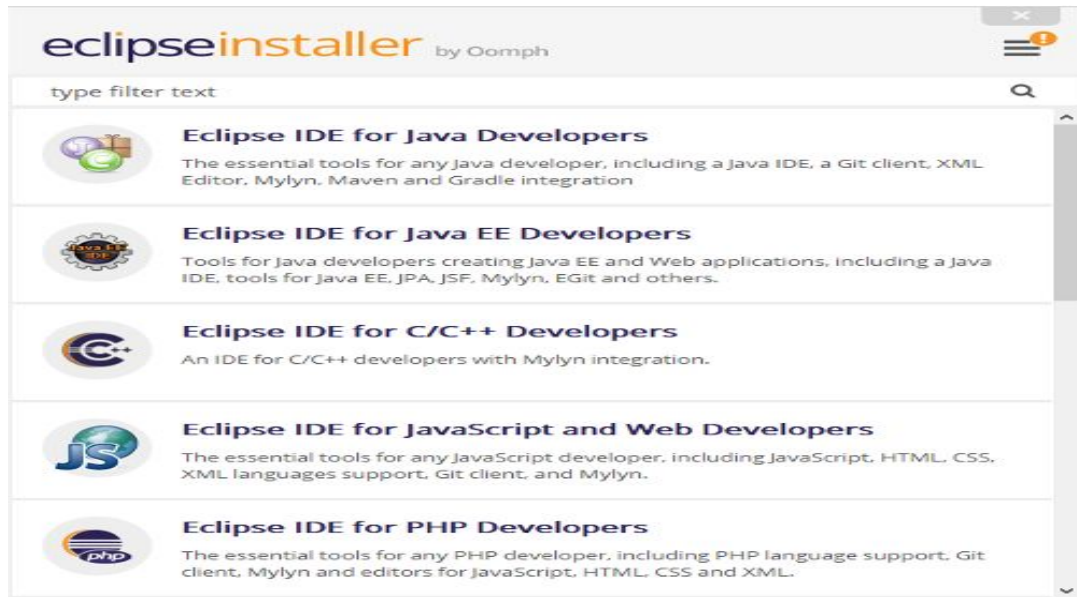 eclipseinstaller by Oomph
type filter text
Eclipse IDE for Java Developers
The essential tools for any Java developer, including a Java IDE, a Git client, XML
Editor, Mylyn, Maven and Gradle integration
Java EE
IDE
Eclipse IDE for Java EE Developers
Tools for Java developers creating Java EE and Web applications, including a Java
IDE, tools for Java EE, JPA, JSF, Mylyn, EGit and others.
C++
Eclipse IDE for C/C++ Developers
An IDE for C/C++ developers with Mylyn integration.
JS
Eclipse IDE for JavaScript and Web Developers
The essential tools for any JavaScript developer, including JavaScript, HTML, CSS,
XML languages support, Git client, and Mylyn.
php
Eclipse IDE for PHP Developers
The essential tools for any PHP developer, including PHP language support, Git
client, Mylyn and editors for JavaScript, HTML, CSS and XML.